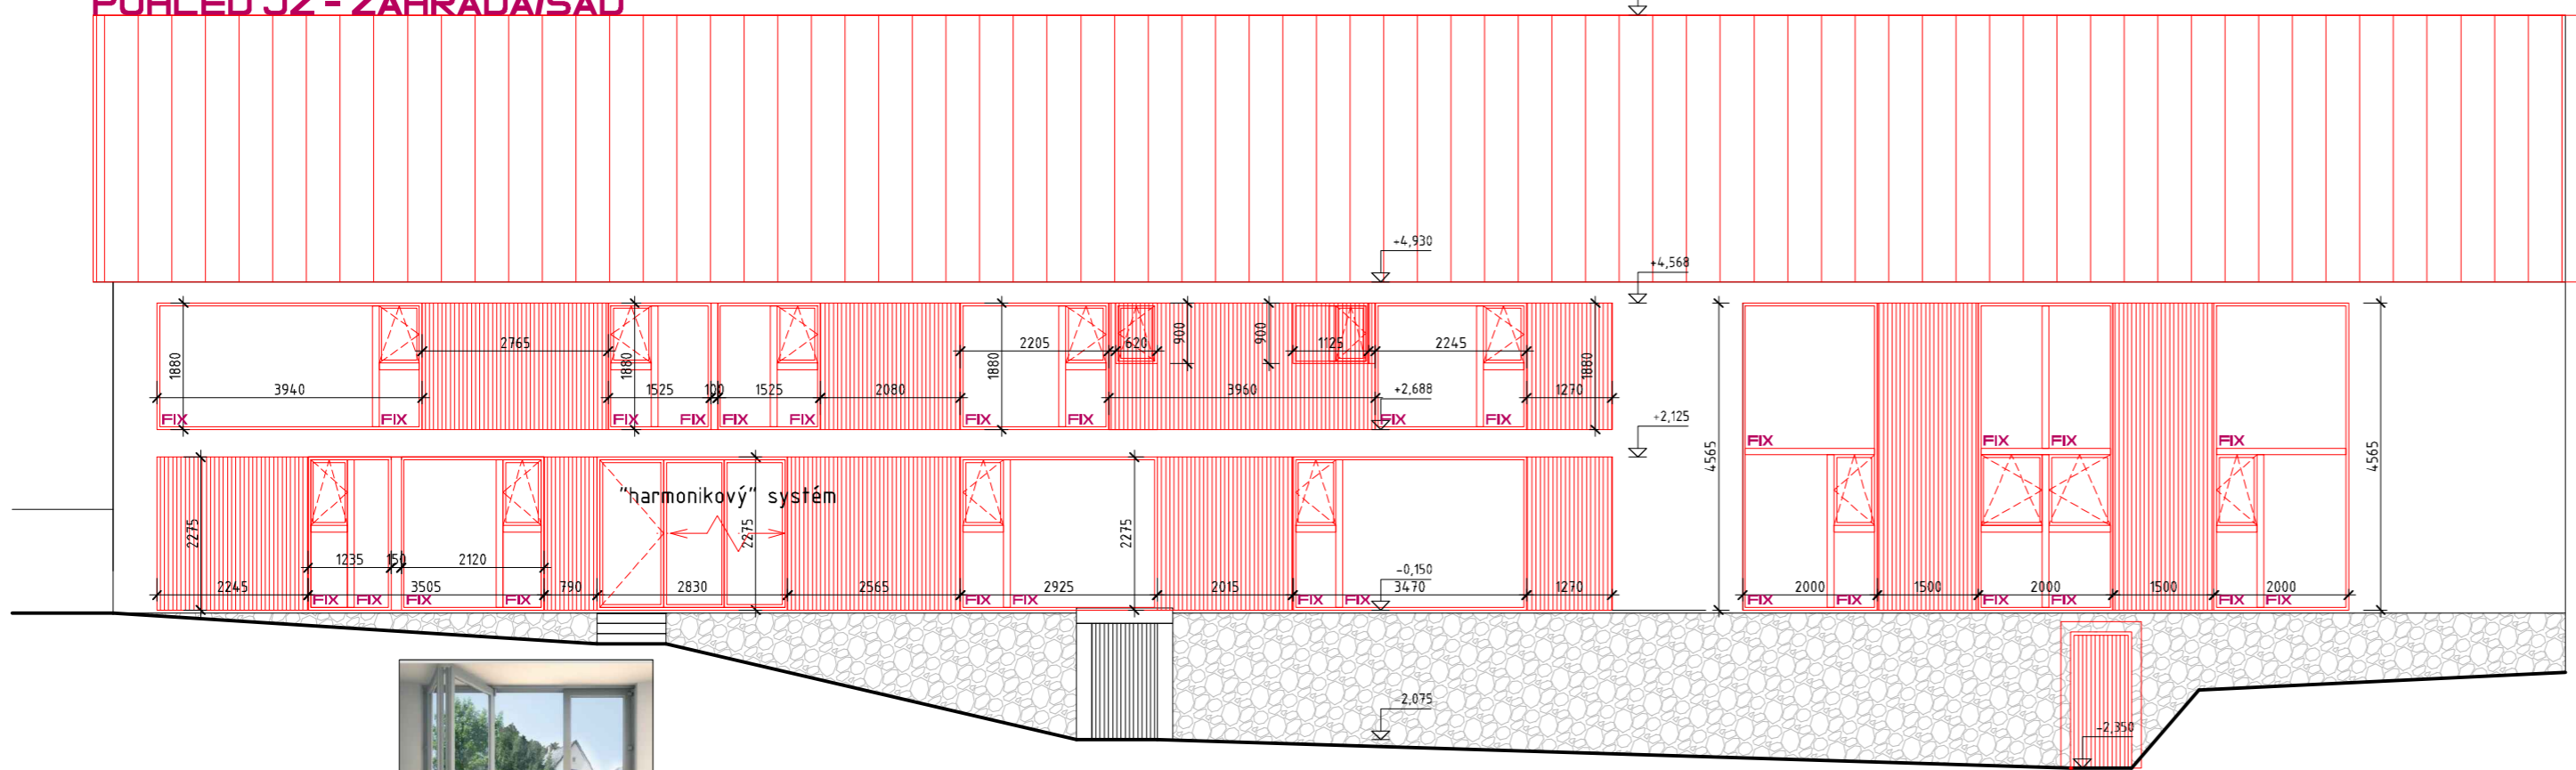 POHLED JZ - ZAHRADA/SAD
+4,930
+4,568
1880
2765
1880
2205
1880
620
900
900
1125
2245
1880
3940
1525
100
1525
2080
3960
+2,688
1270
+2,125
FIX
FIX
FIX
FIX
FIX
FIX
FIX
FIX
FIX
FIX
FIX
FIX
FIX
FIX
4565
4565
"harmonikový" systém
2275
2275
2275
1235
150
2120
-0,150
2245
3505
790
2830
2565
2925
2015
3470
1270
2000
1500
2000
1500
2000
FIX
FIX
FIX
FIX
FIX
FIX
FIX
FIX
FIX
FIX
FIX
FIX
FIX
FIX
-2,075
-2,350